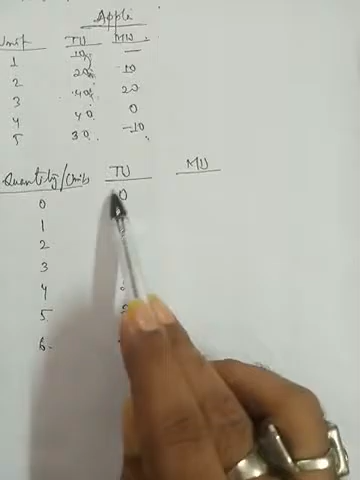 Apple
Unit TU MU
1 10 —
2 20 10
3 40 20
4 40 0
5 30 -10
Quantity/Units TU MU
0 0
1
2
3
4
5.
6.